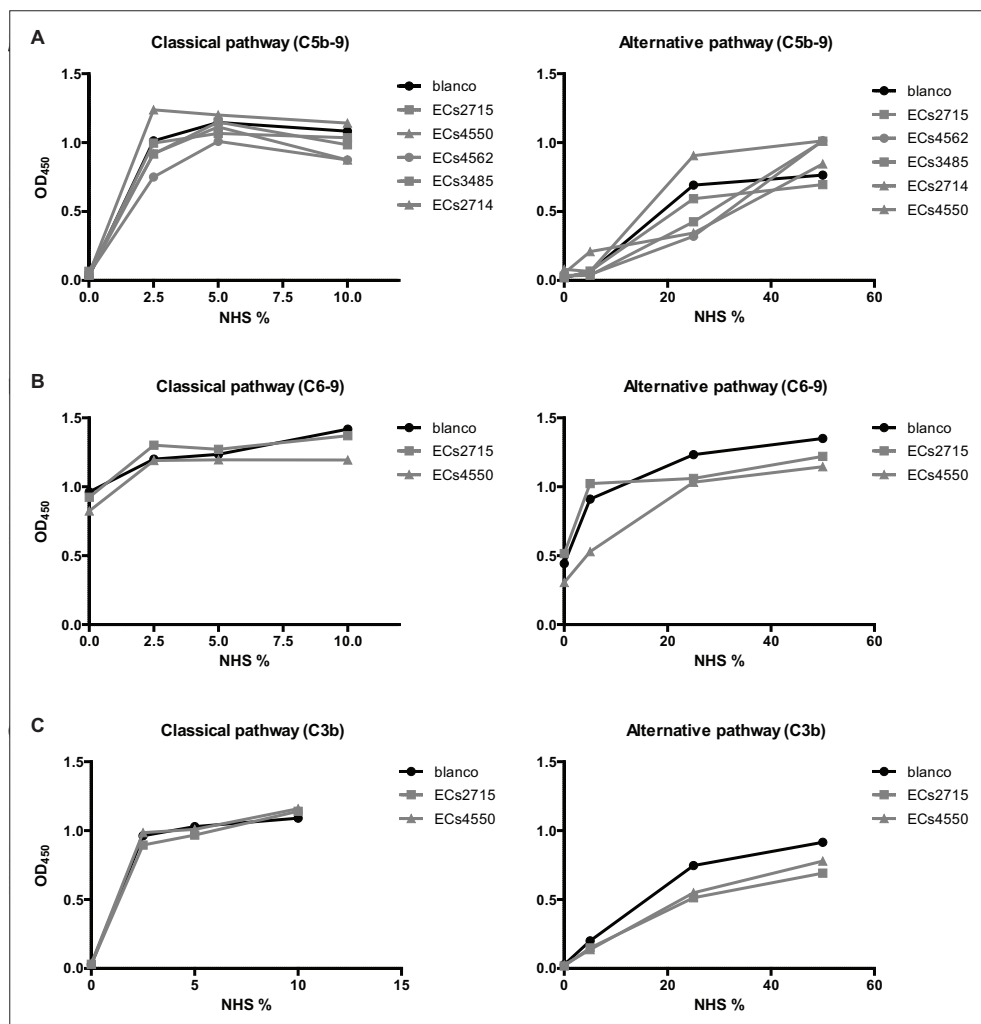 A
Classical pathway (C5b-9)
1.5
1.0
0.5
0.0
OD450
0.0
2.5
5.0
7.5
10.0
NHS %
blanco
ECs2715
ECs4550
ECs4562
ECs3485
ECs2714
Alternative pathway (C5b-9)
1.5
1.0
0.5
0.0
0
20
40
60
NHS %
blanco
ECs2715
ECs4562
ECs3485
ECs2714
ECs4550
B
Classical pathway (C6-9)
1.5
1.0
0.5
0.0
OD450
0.0
2.5
5.0
7.5
10.0
NHS %
blanco
ECs2715
ECs4550
Alternative pathway (C6-9)
1.5
1.0
0.5
0.0
0
20
40
60
NHS %
blanco
ECs2715
ECs4550
C
Classical pathway (C3b)
1.5
1.0
0.5
0.0
OD450
0
5
10
15
NHS %
blanco
ECs2715
ECs4550
Alternative pathway (C3b)
1.5
1.0
0.5
0.0
0
20
40
60
NHS %
blanco
ECs2715
ECs4550